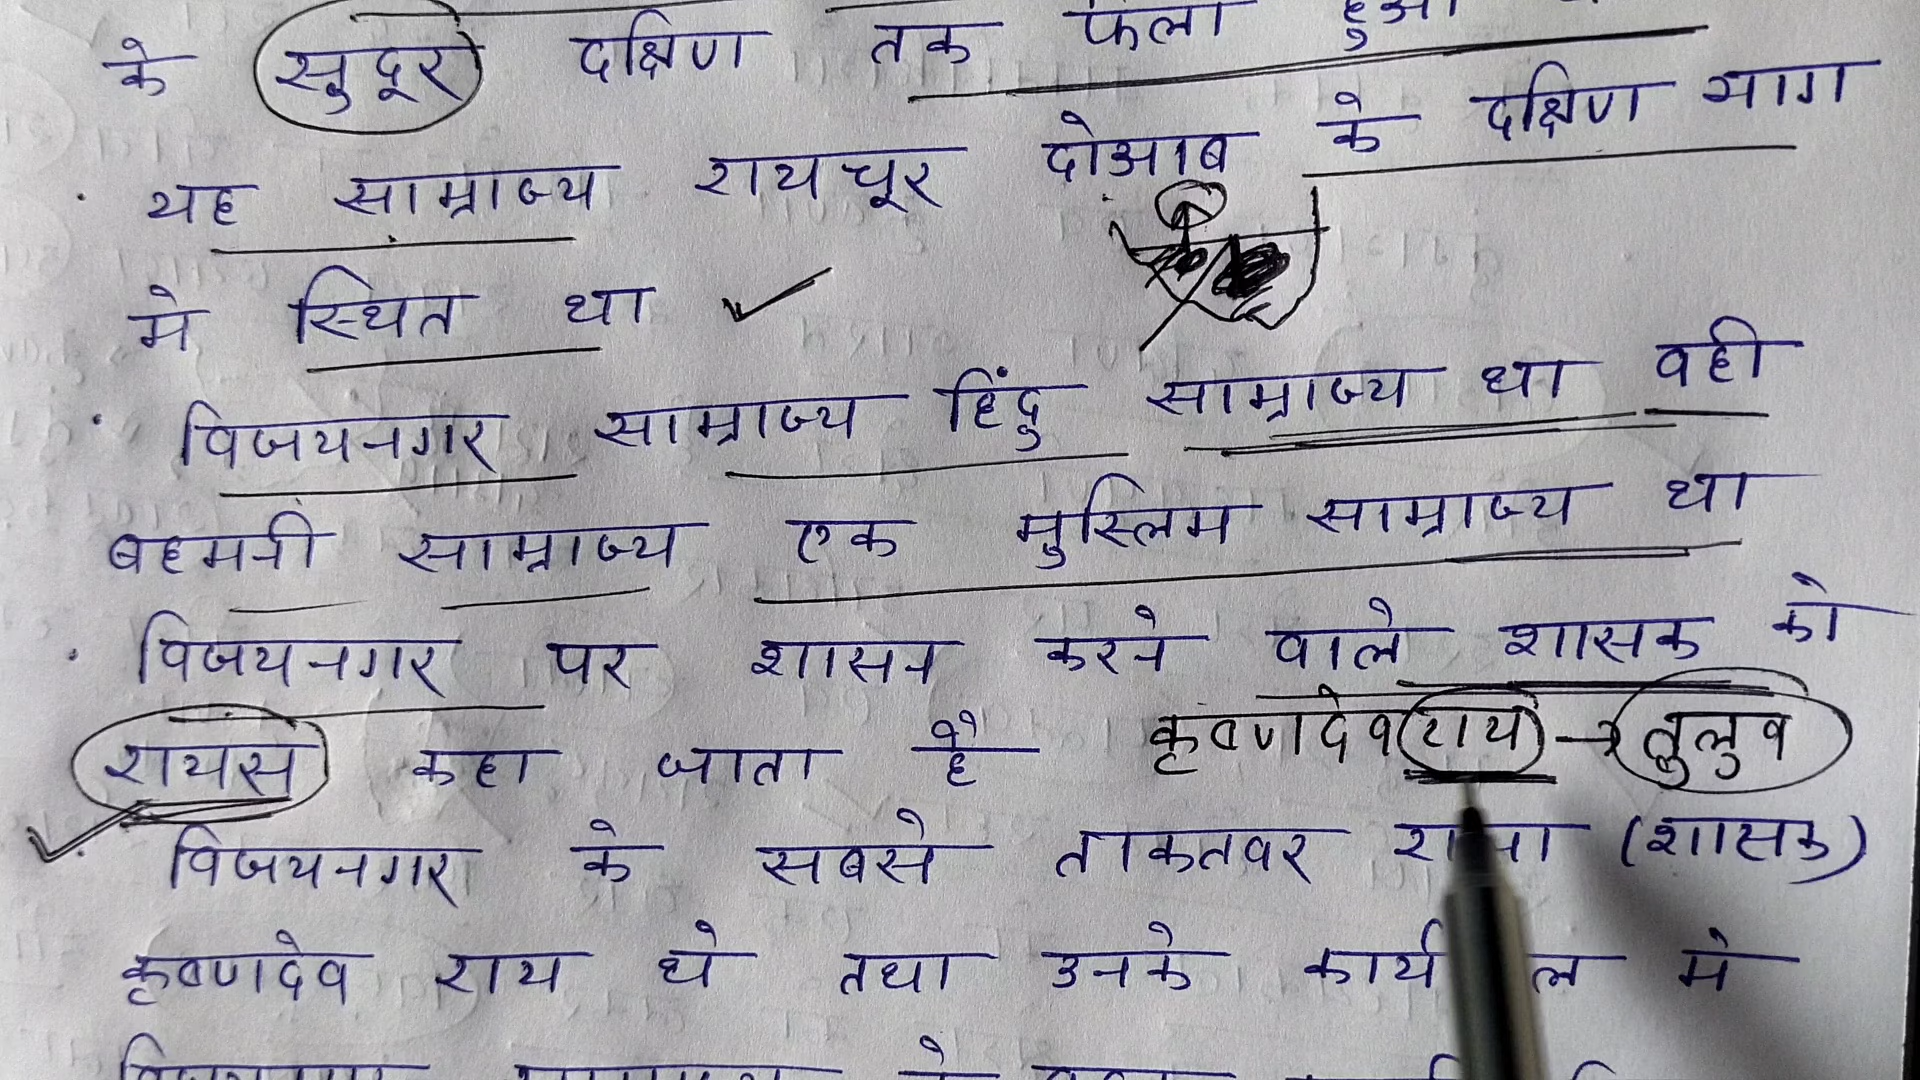 के सुदूर दक्षिण तक फैला हुआ
यह साम्राज्य रायचूर दोआब के दक्षिण भाग
मे स्थित था
विजयनगर साम्राज्य हिंदु साम्राज्य था वही
बहमनी साम्राज्य एक मुस्लिम साम्राज्य था
विजयनगर पर शासन करने वाले शासक को
रायस कहा जाता है कृष्णदेव राय → तुलुव
विजयनगर के सबसे ताकतवर राजा (शासक)
कृष्णदेव राय थे तथा उनके कार्यकाल मे